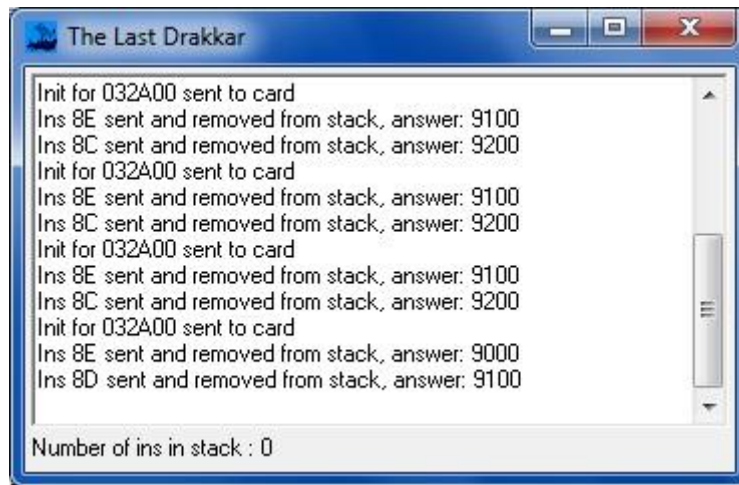 The Last Drakkar
Init for 032A00 sent to card
Ins 8E sent and removed from stack, answer: 9100
Ins 8C sent and removed from stack, answer: 9200
Init for 032A00 sent to card
Ins 8E sent and removed from stack, answer: 9100
Ins 8C sent and removed from stack, answer: 9200
Init for 032A00 sent to card
Ins 8E sent and removed from stack, answer: 9100
Ins 8C sent and removed from stack, answer: 9200
Init for 032A00 sent to card
Ins 8E sent and removed from stack, answer: 9000
Ins 8D sent and removed from stack, answer: 9100
Number of ins in stack : 0